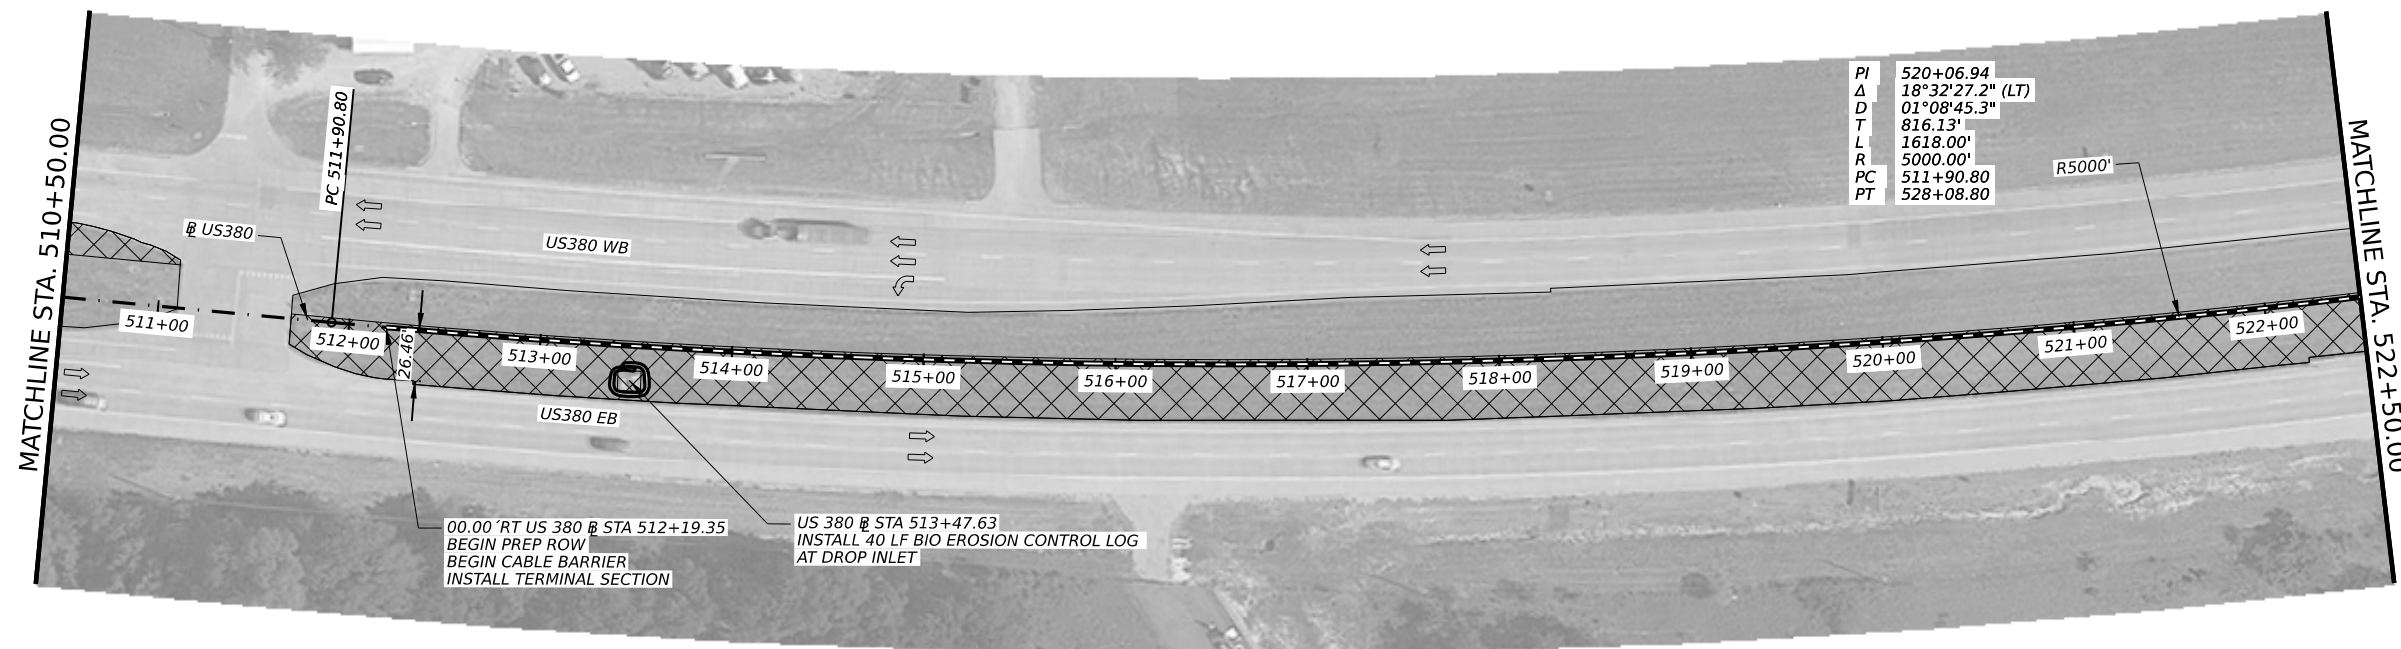 MATCHLINE STA. 510+50.00
PC 511+90.80
℄ US380
US380 WB
PI 520+06.94
Δ 18°32'27.2" (LT)
D 01°08'45.3"
T 816.13'
L 1618.00'
R 5000.00'
PC 511+90.80
PT 528+08.80
R5000'
MATCHLINE STA. 522+50.00
511+00
512+00
26.46'
513+00
514+00
515+00
516+00
517+00
518+00
519+00
520+00
521+00
522+00
US380 EB
00.00´RT US 380 ℄ STA 512+19.35
BEGIN PREP ROW
BEGIN CABLE BARRIER
INSTALL TERMINAL SECTION
US 380 ℄ STA 513+47.63
INSTALL 40 LF BIO EROSION CONTROL LOG
AT DROP INLET